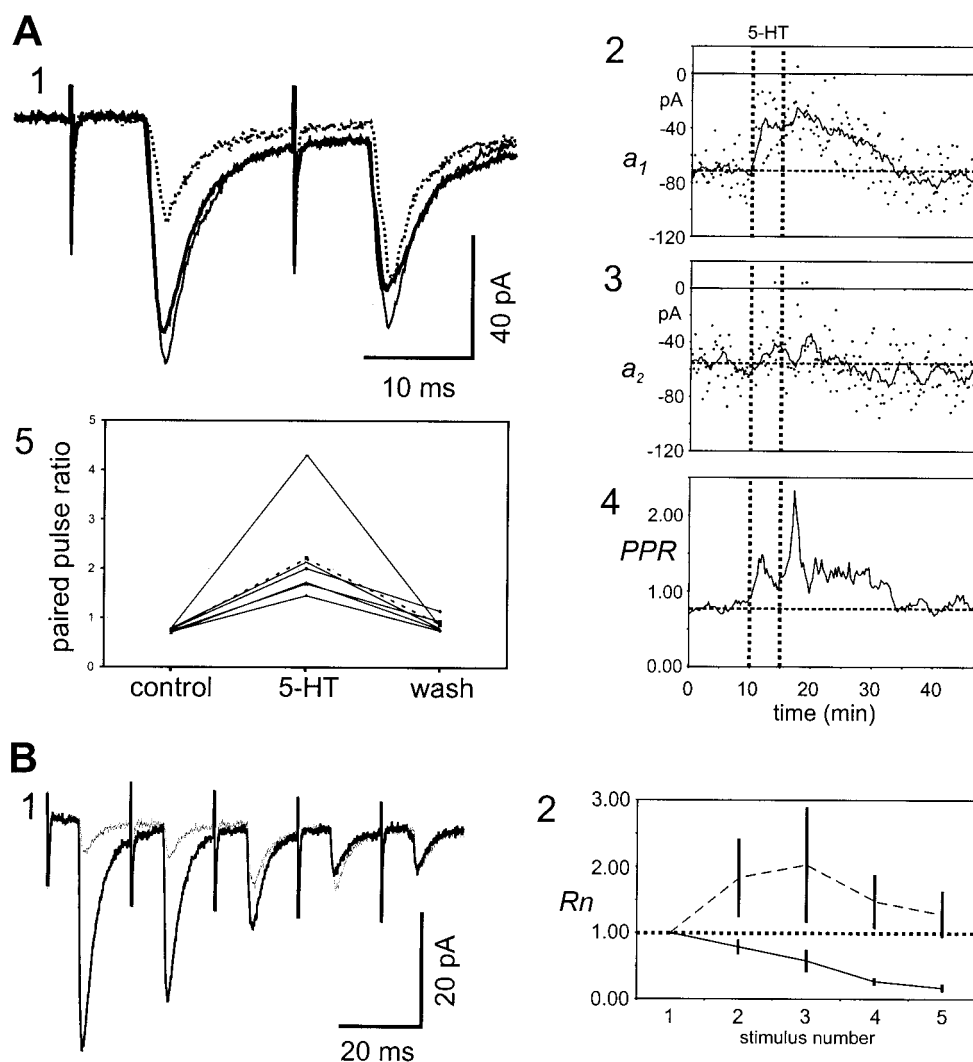 A
1
40 pA
10 ms
2
5-HT
0
pA
-40
a1
-80
-120
3
0
pA
-40
a2
-80
-120
4
2.00
PPR
1.00
0.00
0 10 20 30 40
time (min)
5
paired pulse ratio
5
4
3
2
1
0
control 5-HT wash
B
1
20 pA
20 ms
2
3.00
2.00
Rn
1.00
0.00
1 2 3 4 5
stimulus number